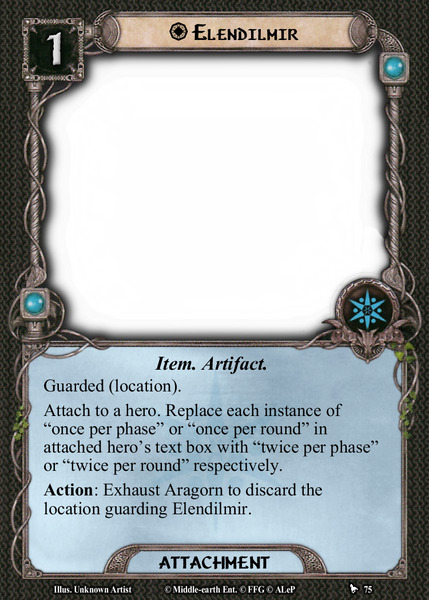 1
Elendilmir
Item. Artifact.
Guarded (location).
Attach to a hero. Replace each instance of
“once per phase” or “once per round” in
attached hero’s text box with “twice per phase”
or “twice per round” respectively.
Action: Exhaust Aragorn to discard the
location guarding Elendilmir.
ATTACHMENT
Illus. Unknown Artist © Middle-earth Ent. © FFG © ALeP 75